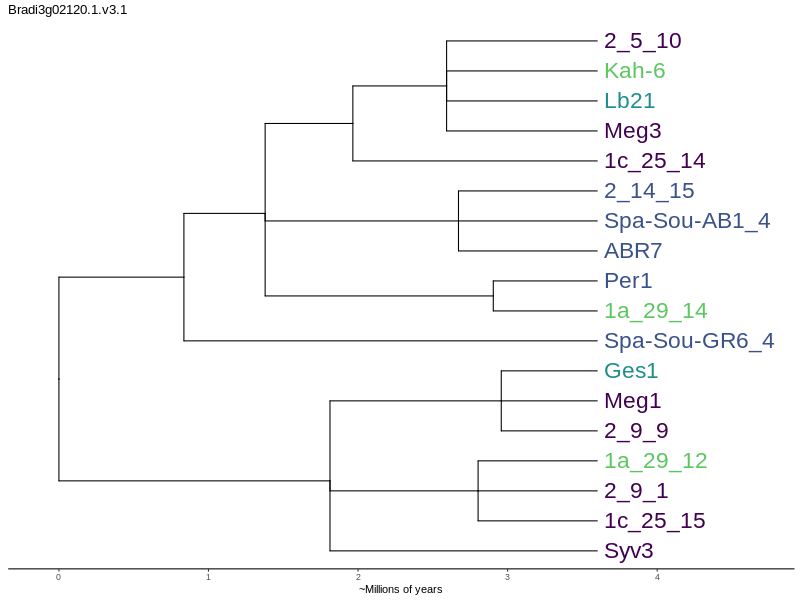 Bradi3g02120.1.v3.1
2_5_10
Kah-6
Lb21
Meg3
1c_25_14
2_14_15
Spa-Sou-AB1_4
ABR7
Per1
1a_29_14
Spa-Sou-GR6_4
Ges1
Meg1
2_9_9
1a_29_12
2_9_1
1c_25_15
Syv3
0 1 2 3 4
~Millions of years